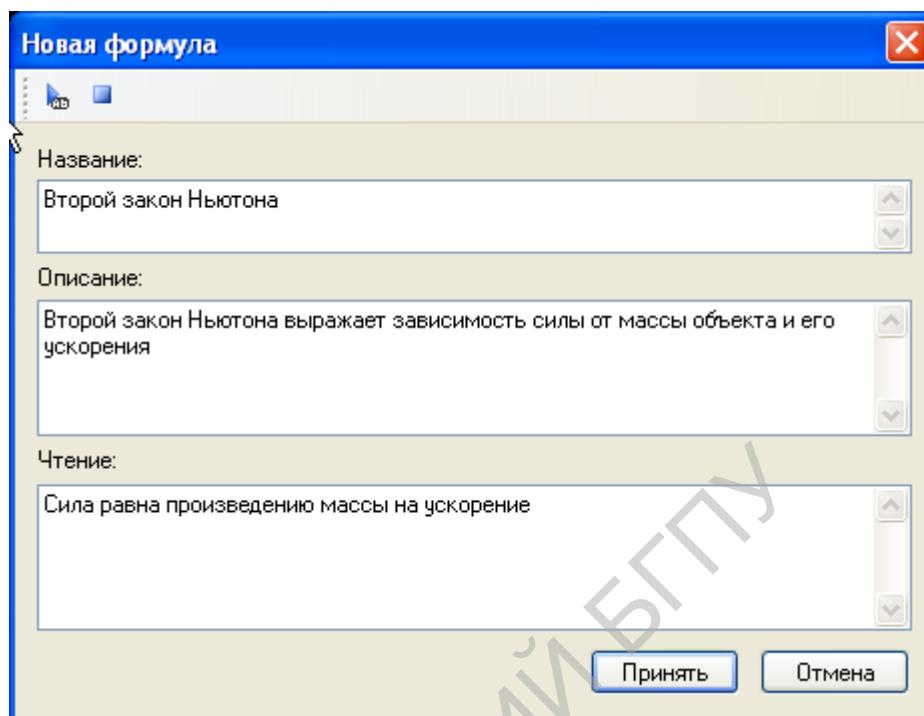 Новая формула
Название:
Второй закон Ньютона
Описание:
Второй закон Ньютона выражает зависимость силы от массы объекта и его
ускорения
Чтение:
Сила равна произведению массы на ускорение
Принять Отмена
БГПУ